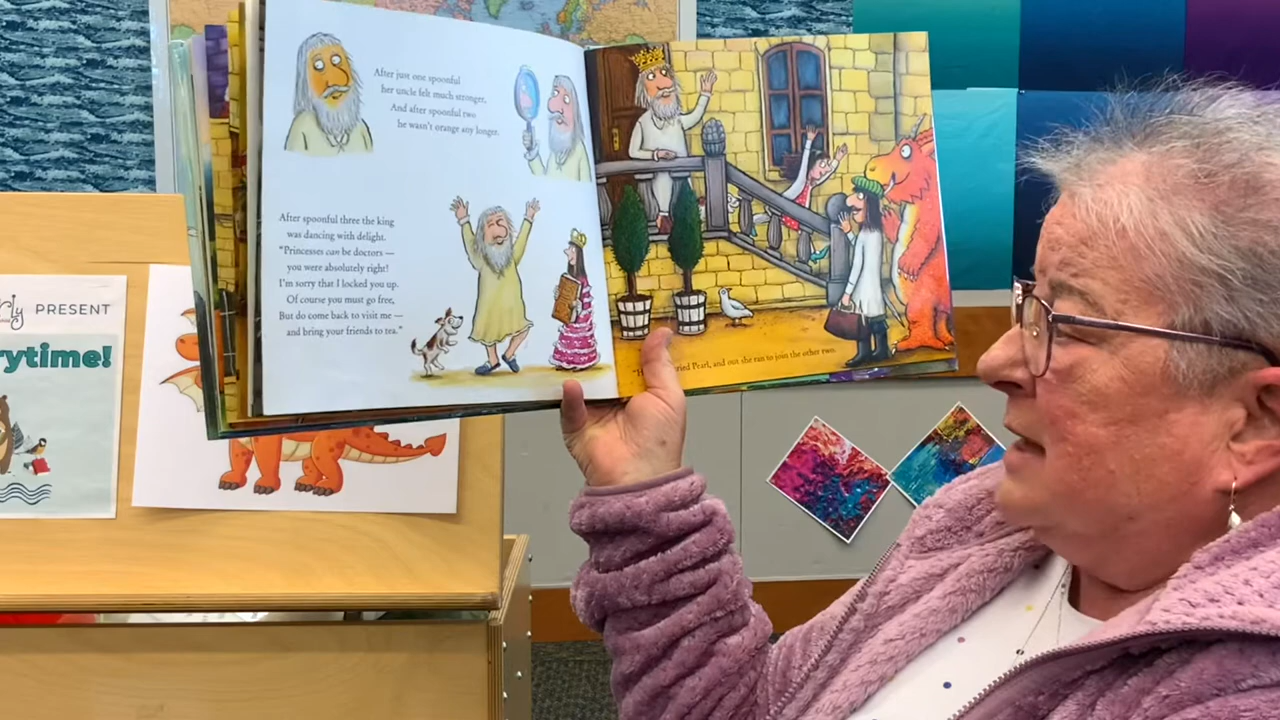 After just one spoonful
her uncle felt much stronger,
And after spoonful two
he wasn't orange any longer.
After spoonful three the king
was dancing with delight.
"Princesses can be doctors —
you were absolutely right!
I'm sorry that I locked you up.
Of course you must go free,
But do come back to visit me —
and bring your friends to tea."
ried Pearl, and out she ran to join the other two.
rly PRESENT
rytime!